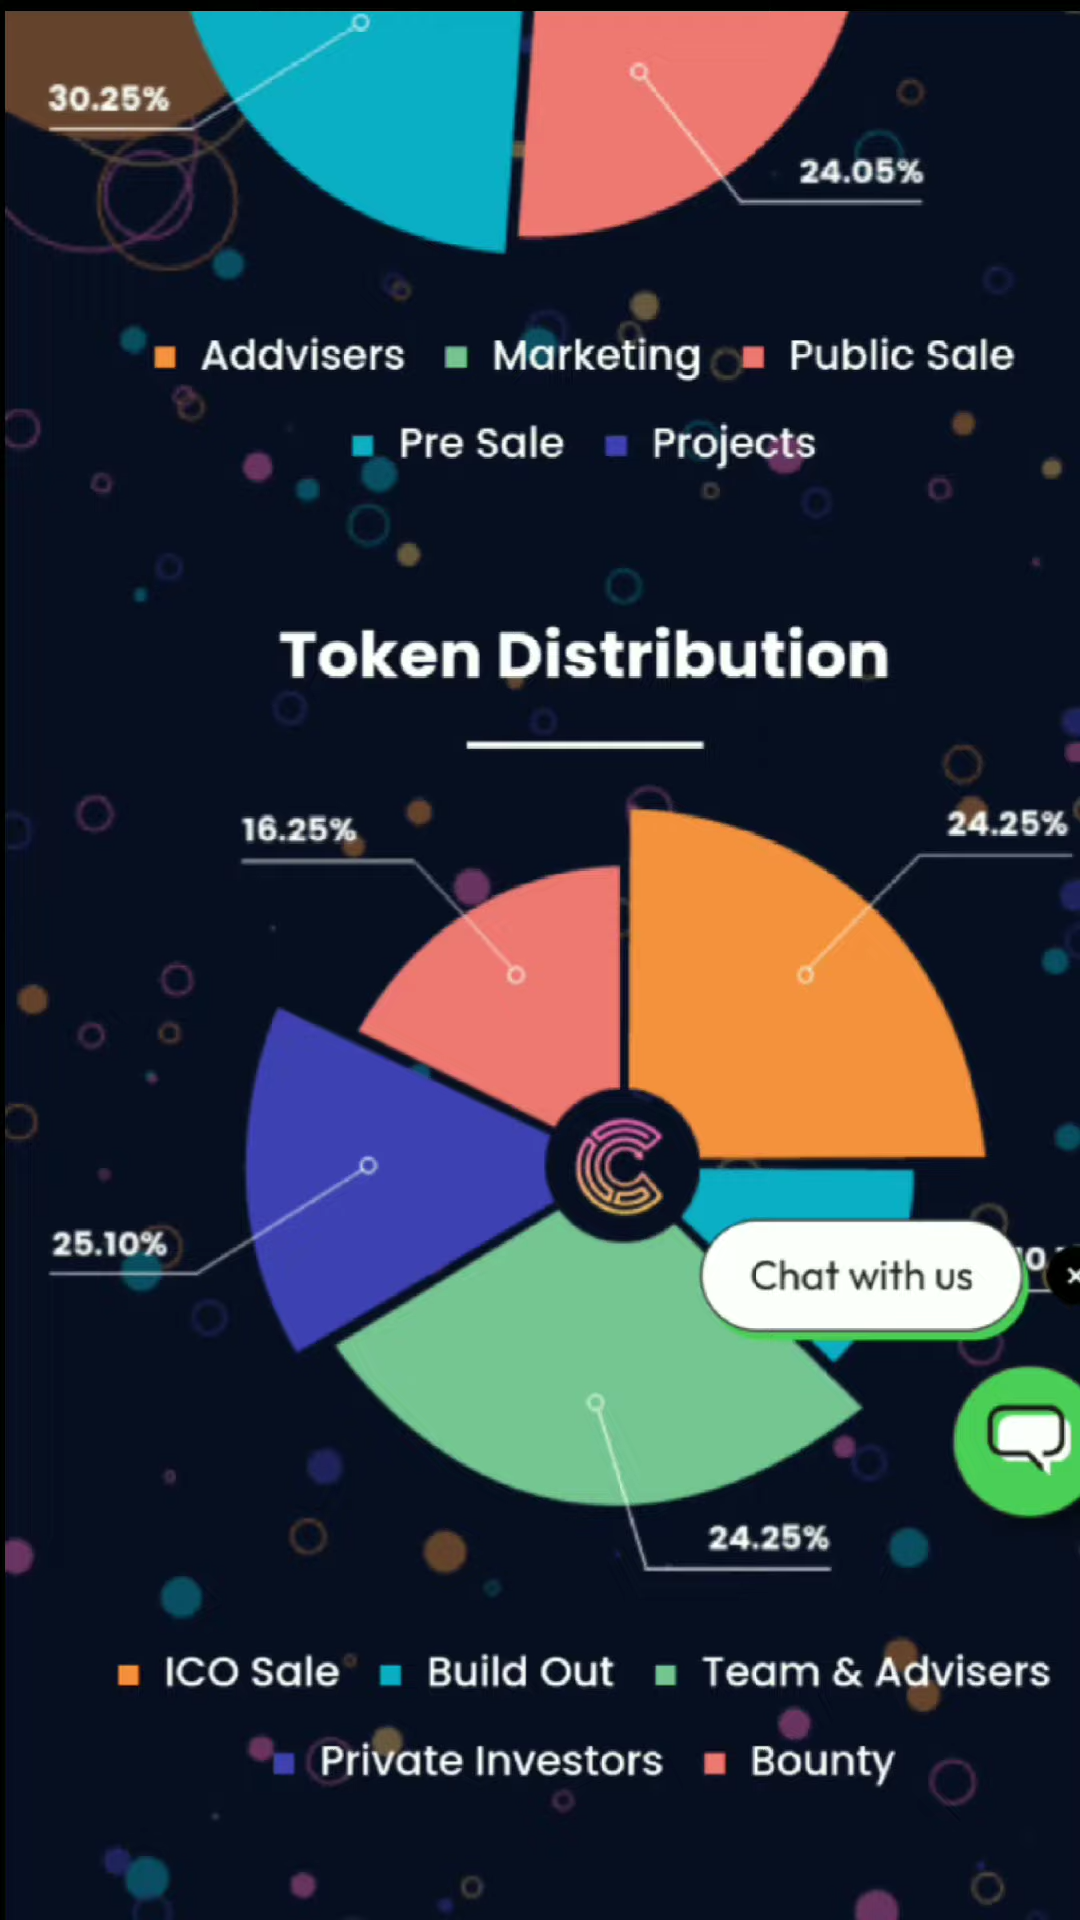 30.25%
24.05%
Addvisers Marketing Public Sale
Pre Sale Projects
Token Distribution
16.25%
24.25%
25.10%
Chat with us
24.25%
ICO Sale Build Out Team & Advisers
Private Investors Bounty